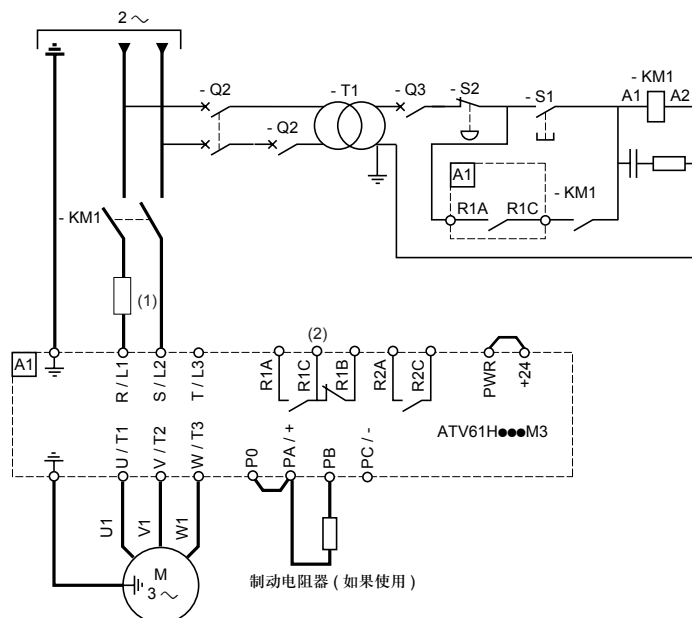 2 ~
- Q2
- T1
- Q3
- S2
- S1
- KM1
A1
A2
- Q2
A1
R1A
R1C
- KM1
- KM1
(1)
(2)
A1
R / L1
S / L2
T / L3
R1A
R1C
R1B
R2A
R2C
PWR
+24
ATV61H●●●M3
U / T1
V / T2
W / T3
P0
PA / +
PB
PC / -
U1
V1
W1
M
3 ~
制动电阻器 ( 如果使用 )